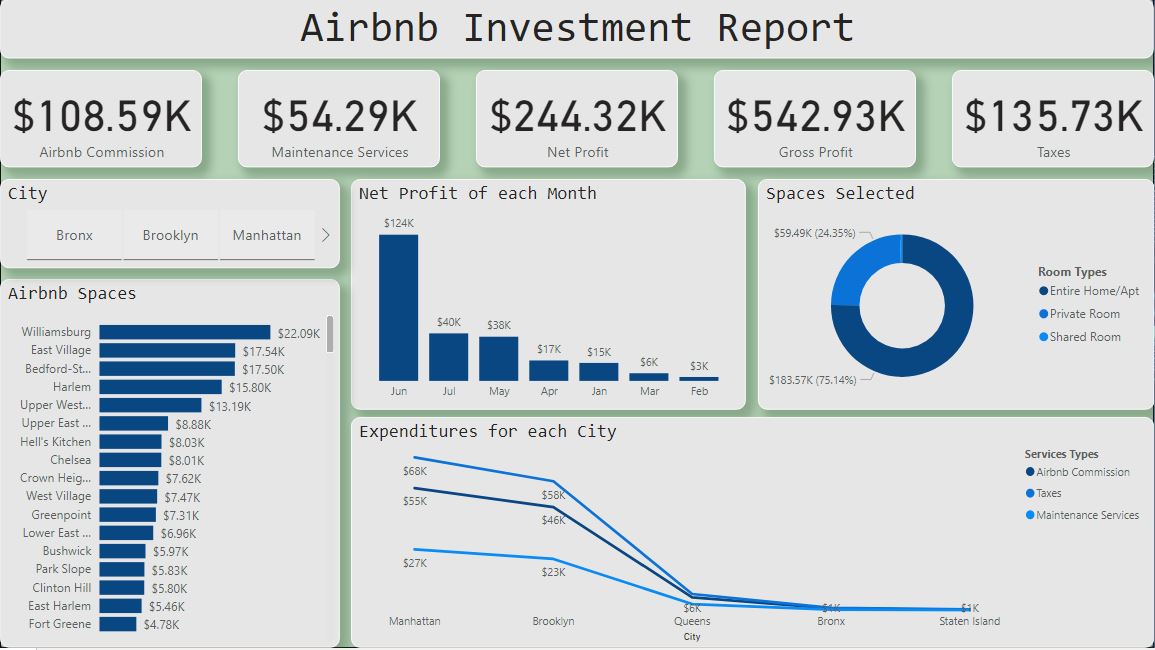 Airbnb Investment Report
$108.59K
Airbnb Commission
$54.29K
Maintenance Services
$244.32K
Net Profit
$542.93K
Gross Profit
$135.73K
Taxes
City
Bronx
Brooklyn
Manhattan
Airbnb Spaces
Williamsburg $22.09K
East Village $17.54K
Bedford-St... $17.50K
Harlem $15.80K
Upper West... $13.19K
Upper East ... $8.88K
Hell's Kitchen $8.03K
Chelsea $8.01K
Crown Heig... $7.62K
West Village $7.47K
Greenpoint $7.31K
Lower East ... $6.96K
Bushwick $5.97K
Park Slope $5.83K
Clinton Hill $5.80K
East Harlem $5.46K
Fort Greene $4.78K
Net Profit of each Month
$124K
$40K
$38K
$17K
$15K
$6K
$3K
Jun Jul May Apr Jan Mar Feb
Spaces Selected
$59.49K (24.35%)
$183.57K (75.14%)
Room Types
Entire Home/Apt
Private Room
Shared Room
Expenditures for each City
$68K
$55K
$27K
$58K
$46K
$23K
$6K
$1K
$1K
Manhattan Brooklyn Queens Bronx Staten Island
City
Services Types
Airbnb Commission
Taxes
Maintenance Services